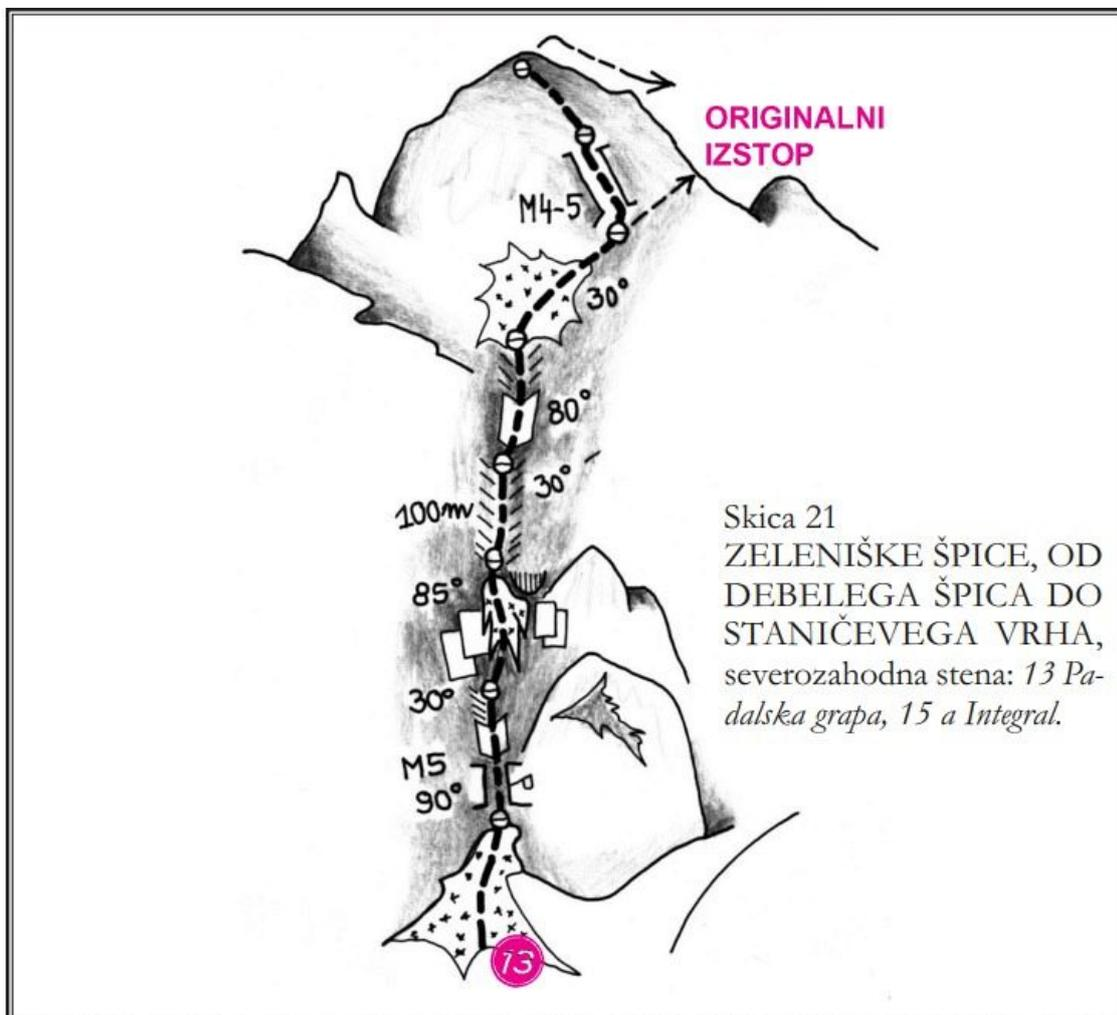 ORIGINALNI
IZSTOP
M4-5
30°
80°
30°
100m
85°
30°
M5
90°
13
Skica 21
ZELENIŠKE ŠPICE, OD
DEBELEGA ŠPICA DO
STANIČEVEGA VRHA,
severozahodna stena: 13 Pa-
dalska grapa, 15 a Integral.